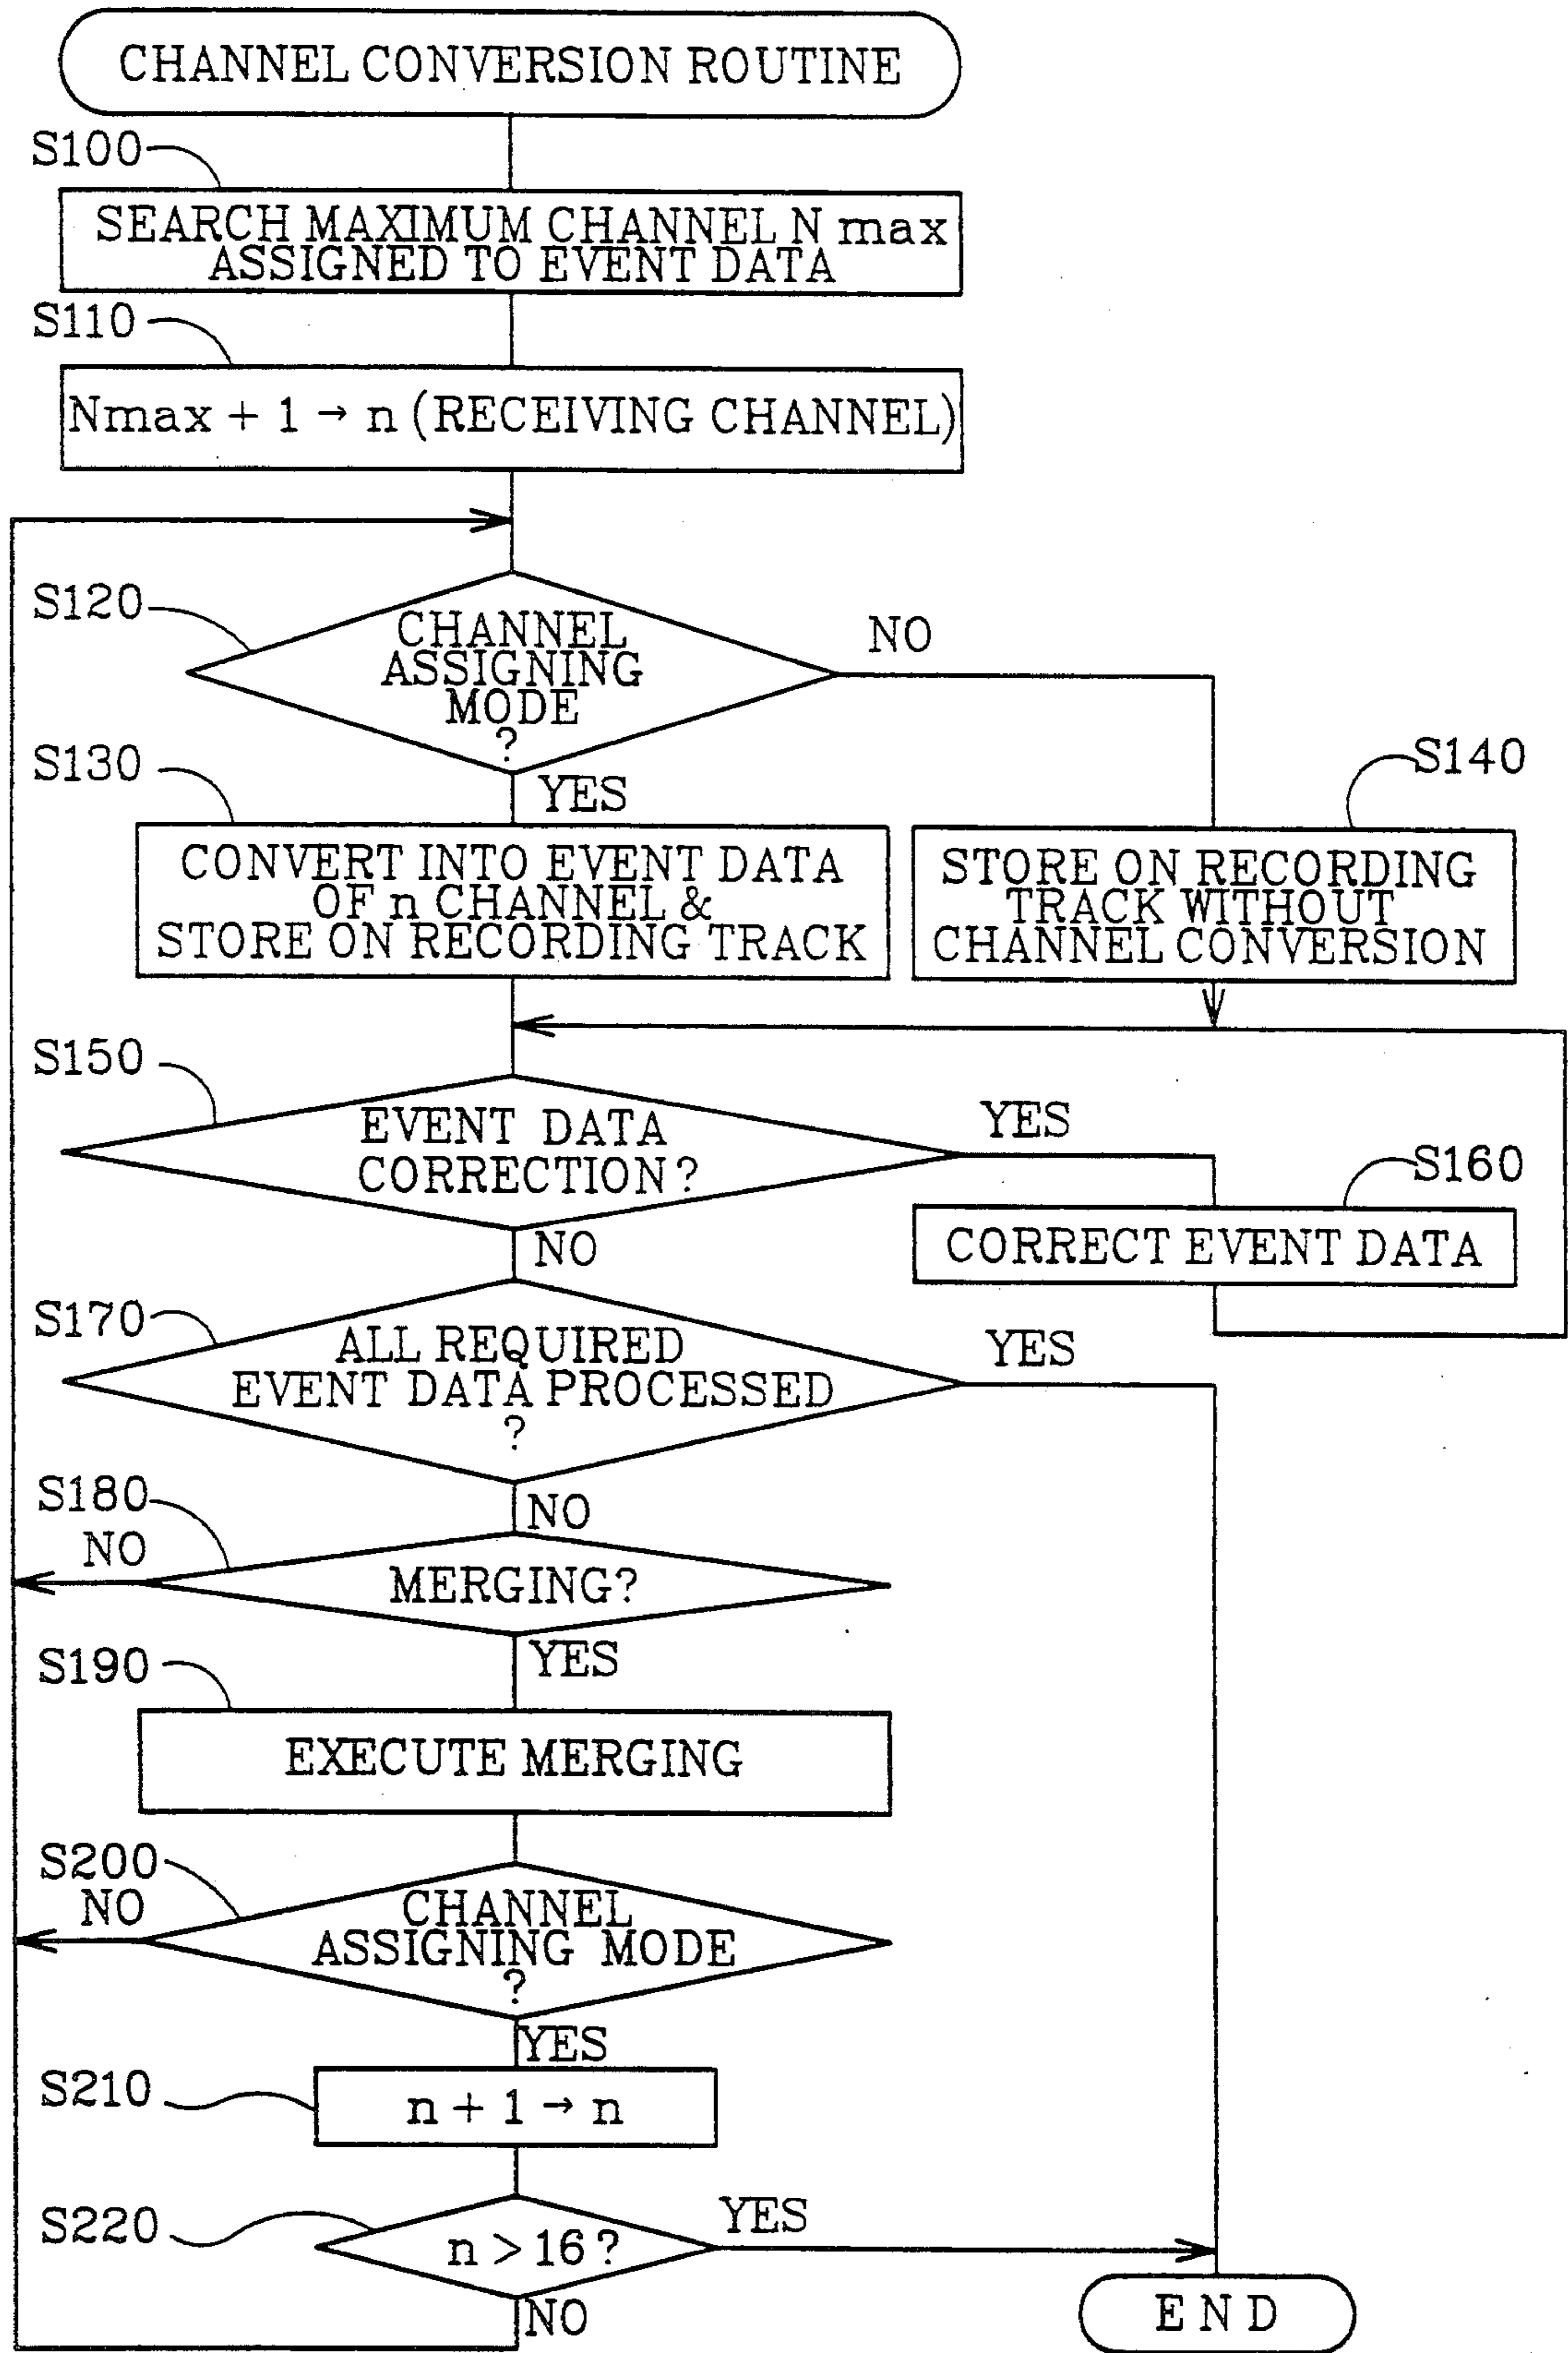 CHANNEL CONVERSION ROUTINE
S100
SEARCH MAXIMUM CHANNEL N max
ASSIGNED TO EVENT DATA
S110
Nmax + 1 → n (RECEIVING CHANNEL)
S120
CHANNEL
ASSIGNING
MODE
?
NO
YES
S130
CONVERT INTO EVENT DATA
OF n CHANNEL &
STORE ON RECORDING TRACK
S140
STORE ON RECORDING
TRACK WITHOUT
CHANNEL CONVERSION
S150
EVENT DATA
CORRECTION?
YES
NO
S160
CORRECT EVENT DATA
S170
ALL REQUIRED
EVENT DATA PROCESSED
?
YES
NO
S180
NO
MERGING?
YES
S190
EXECUTE MERGING
S200
NO
CHANNEL
ASSIGNING MODE
?
YES
S210
n + 1 → n
S220
n > 16?
YES
NO
END